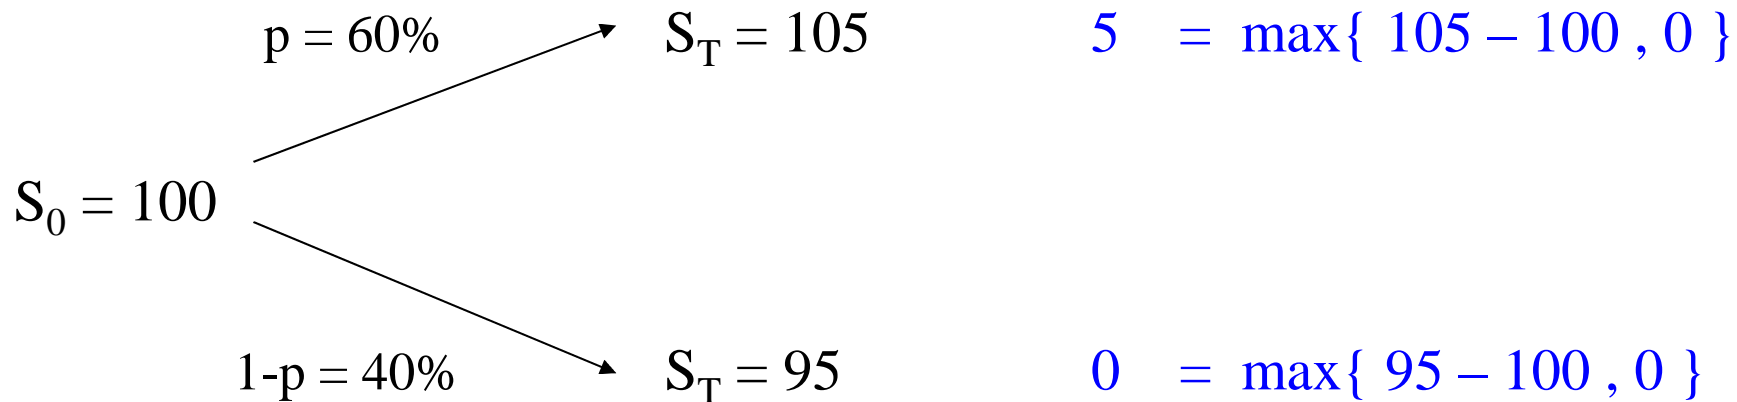 p = 60% S_T = 105 5 = max{ 105 – 100 , 0 }
S_0 = 100
1-p = 40% S_T = 95 0 = max{ 95 – 100 , 0 }